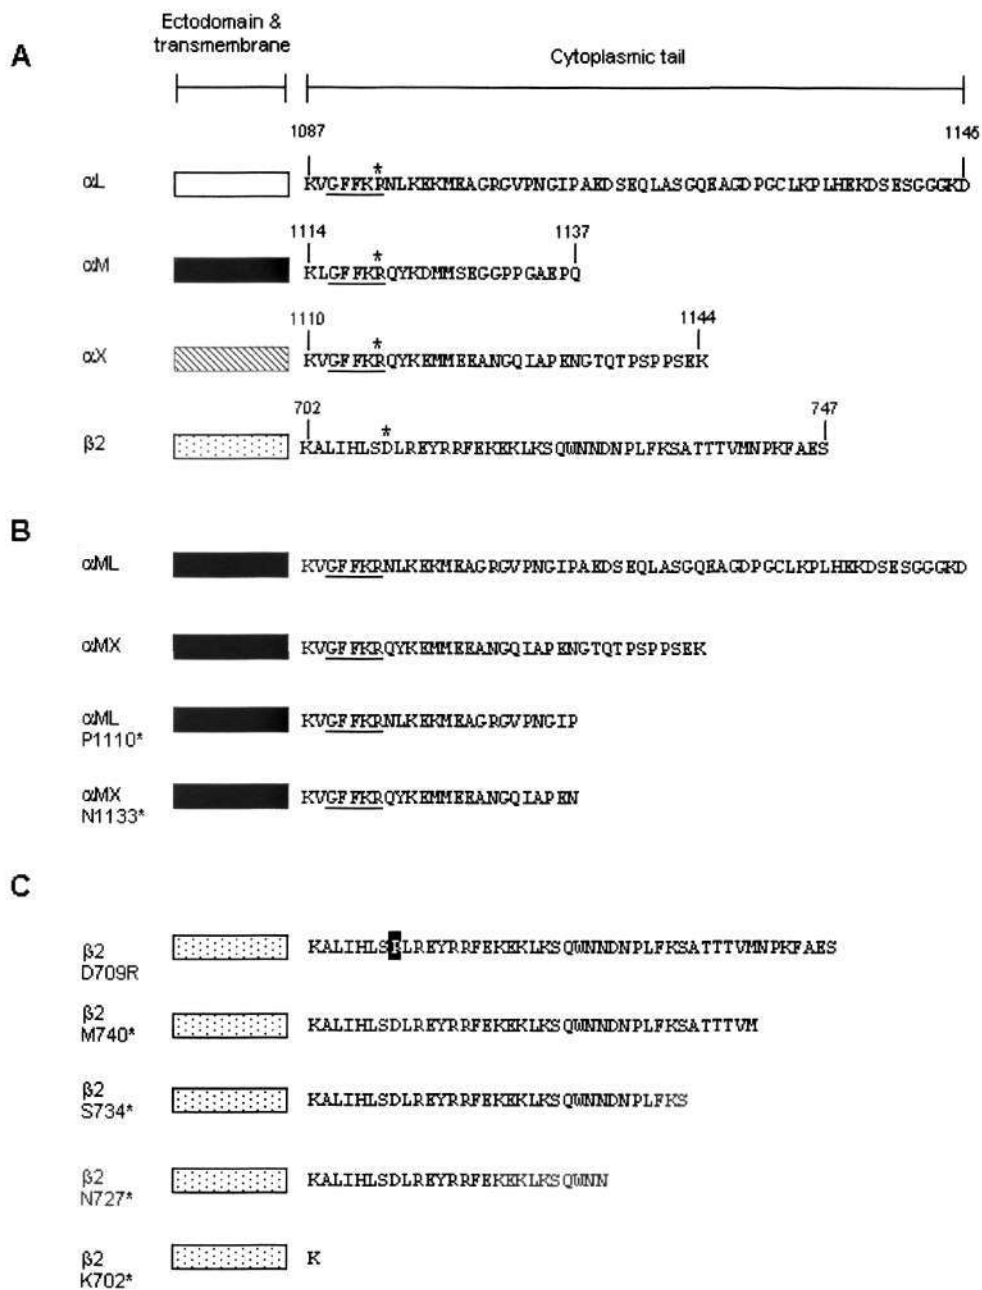 Ectodomain &
transmembrane
A
Cytoplasmic tail
1087
1145
*
αL
KVGFFKRNLKEKMEAGRGVPNGIPAEDSEQLASGQEAGDPGCLKPLHEKDSESGGGKD
1114
1137
*
αM
KLGFFKRQYKDMMSEGGPPGAEPQ
1110
1144
*
αX
KVGFFKRQYKEMMEEANGQIAPENGTQTPSPPSEK
702
747
*
β2
KALIHLSDLREYRRFEKEKLKSQWNNDNPLFKSATTTVMNPKFAES
B
αML
KVGFFKRNLKEKMEAGRGVPNGIPAEDSEQLASGQEAGDPGCLKPLHEKDSESGGGKD
αMX
KVGFFKRQYKEMMEEANGQIAPENGTQTPSPPSEK
αML
P1110*
KVGFFKRNLKEKMEAGRGVPNGIP
αMX
N1133*
KVGFFKRQYKEMMEEANGQIAPEN
C
β2
D709R
KALIHLSRLREYRRFEKEKLKSQWNNDNPLFKSATTTVMNPKFAES
β2
M740*
KALIHLSDLREYRRFEKEKLKSQWNNDNPLFKSATTTVM
β2
S734*
KALIHLSDLREYRRFEKEKLKSQWNNDNPLFKS
β2
N727*
KALIHLSDLREYRRFEKEKLKSQWNN
β2
K702*
K